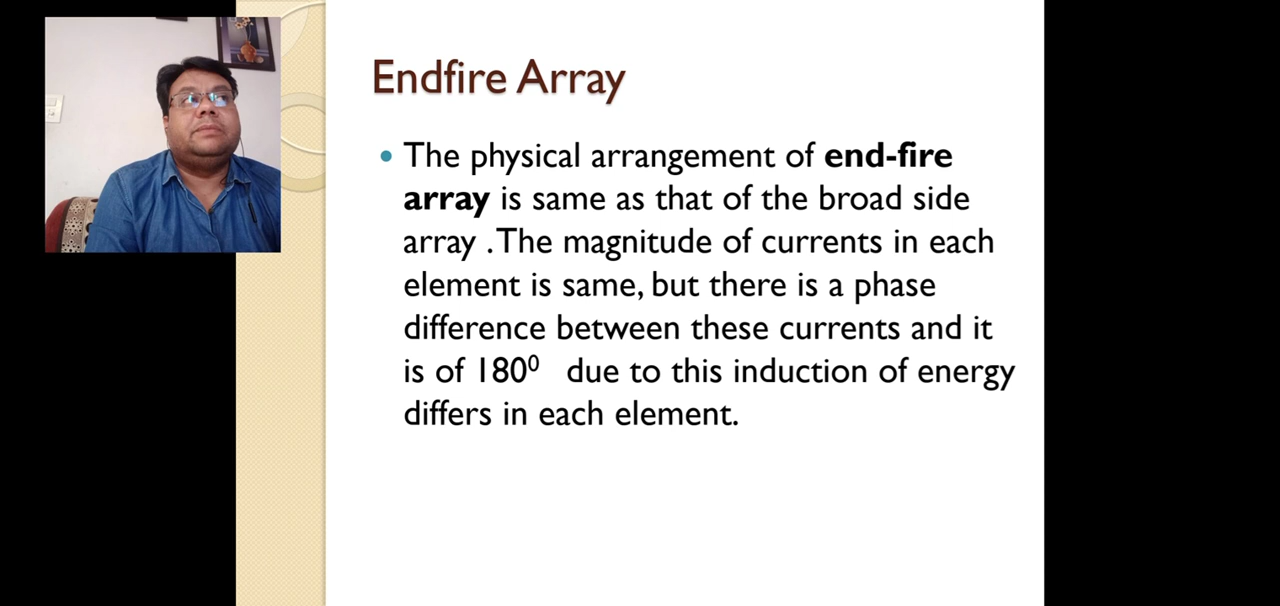 Endfire Array
• The physical arrangement of end-fire
array is same as that of the broad side
array .The magnitude of currents in each
element is same, but there is a phase
difference between these currents and it
is of 180⁰ due to this induction of energy
differs in each element.